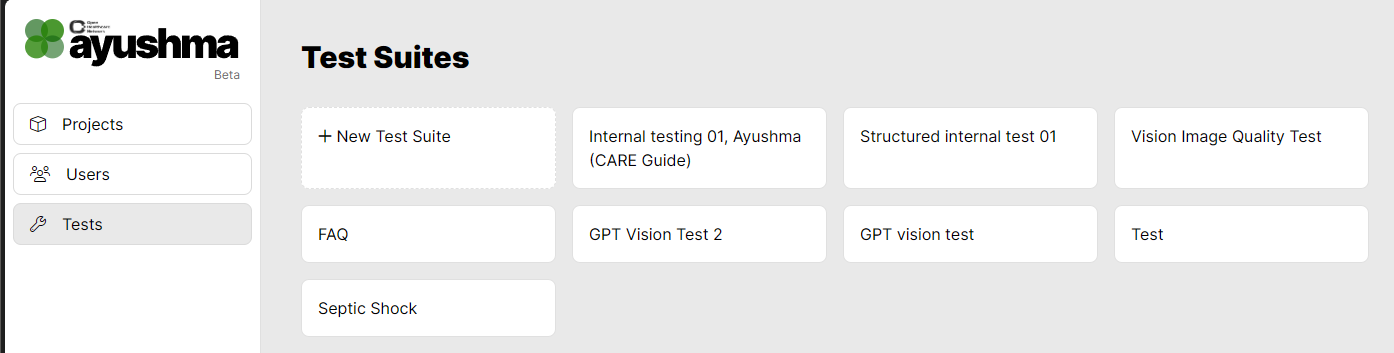 Open
Healthcare
Network
ayushma
Beta
Projects
Users
Tests
Test Suites
+ New Test Suite
Internal testing 01, Ayushma
(CARE Guide)
Structured internal test 01
Vision Image Quality Test
FAQ
GPT Vision Test 2
GPT vision test
Test
Septic Shock